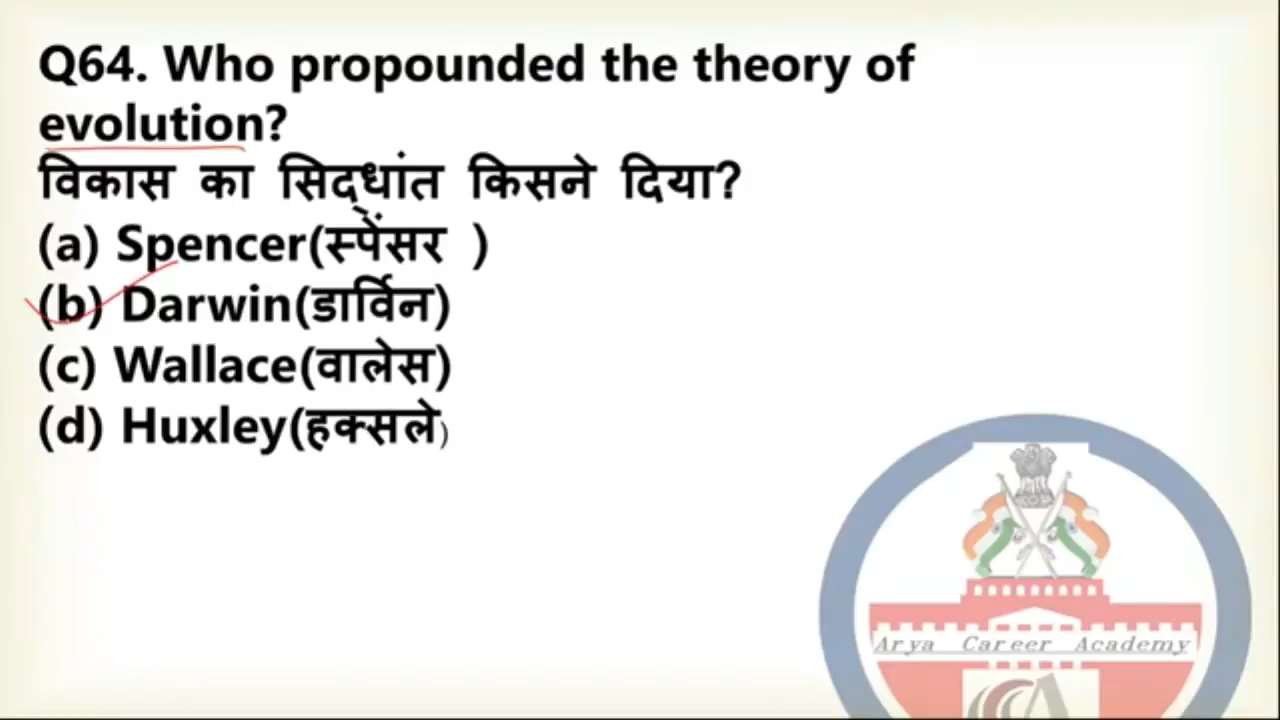 Q64. Who propounded the theory of
evolution?
विकास का सिद्धांत किसने दिया?
(a) Spencer(स्पेंसर )
(b) Darwin(डार्विन)
(c) Wallace(वालेस)
(d) Huxley(हक्सले)
Arya Career Academy